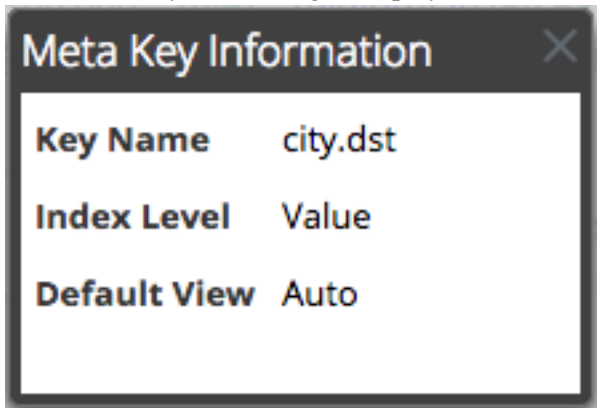 Meta Key Information
Key Name city.dst
Index Level Value
Default View Auto